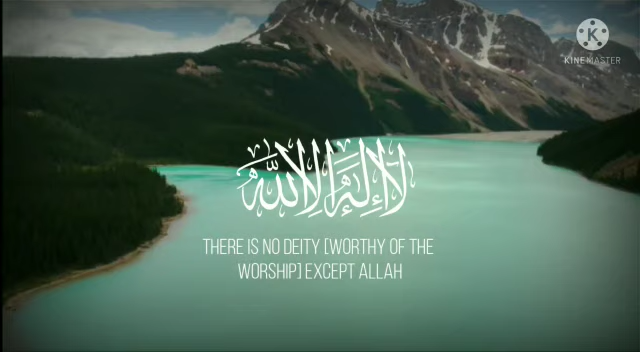 KINEMASTER
لا إله إلا الله
THERE IS NO DEITY [WORTHY OF THE
WORSHIP] EXCEPT ALLAH